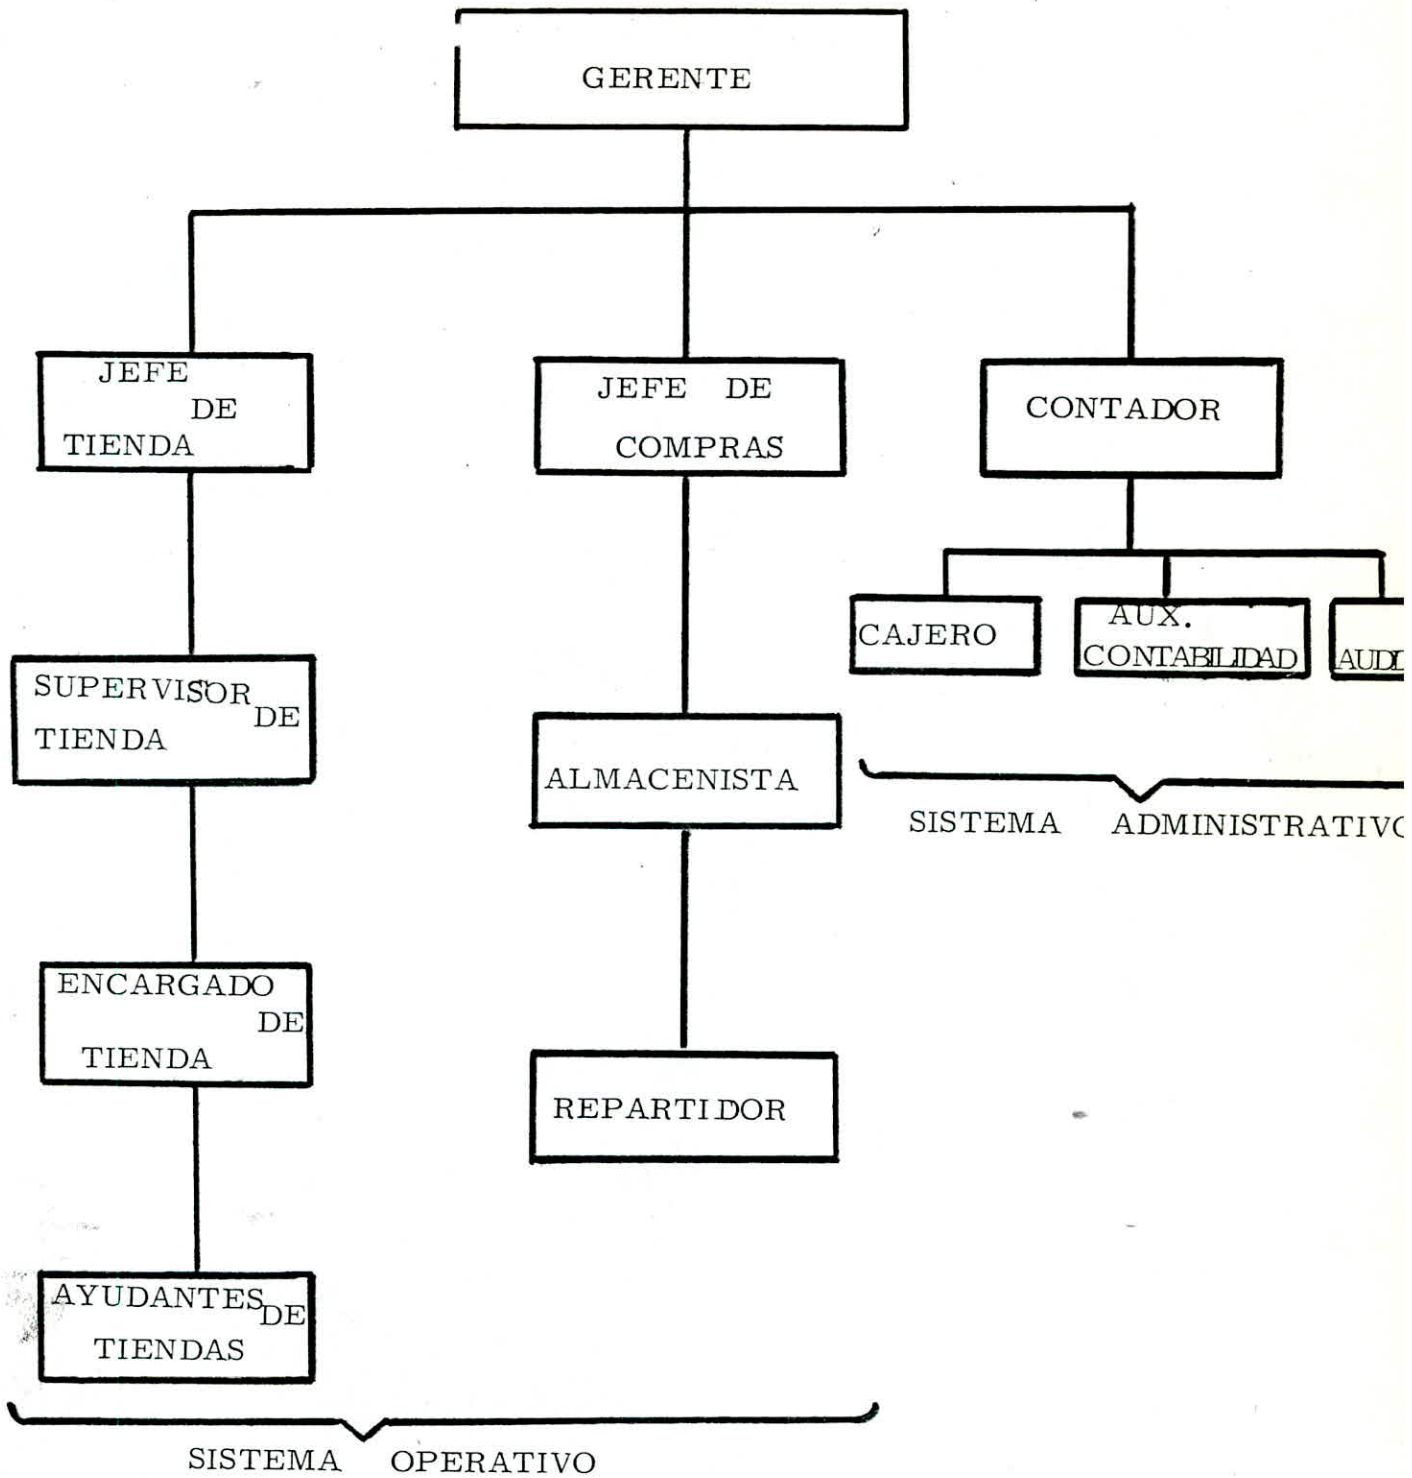 GERENTE
JEFE
DE
TIENDA
JEFE DE
COMPRAS
CONTADOR
CAJERO
AUX.
CONTABILIDAD
SUPERVISOR
DE
TIENDA
ALMACENISTA
SISTEMA ADMINISTRATIVO
ENCARGADO
DE
TIENDA
REPARTIDOR
AYUDANTES
DE
TIENDAS
SISTEMA OPERATIVO